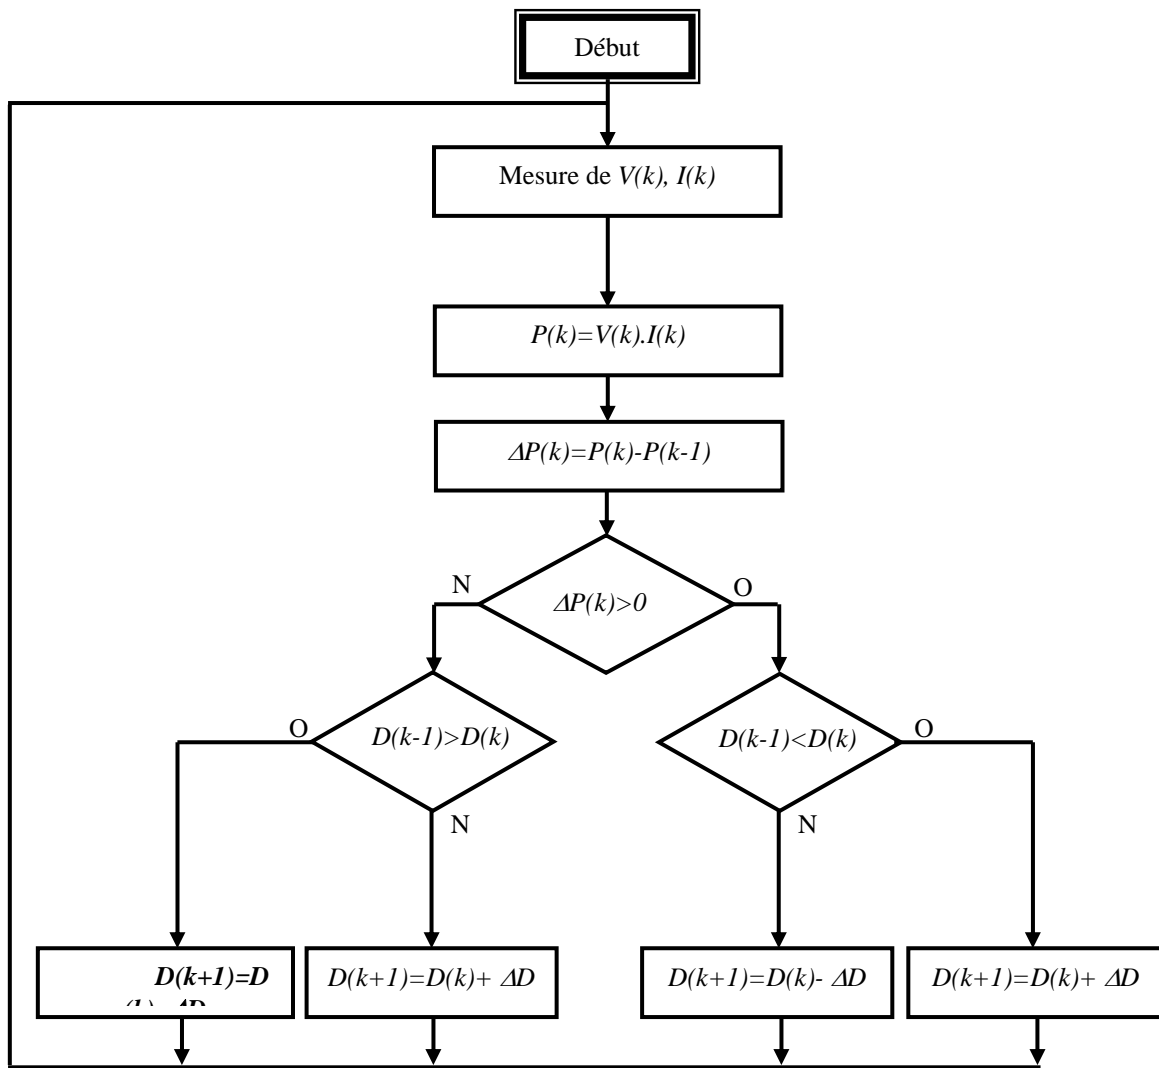 Début
Mesure de V(k), I(k)
P(k)=V(k).I(k)
ΔP(k)=P(k)-P(k-1)
N
ΔP(k)>0
O
O
D(k-1)>D(k)
D(k-1)<D(k)
O
N
N
D(k+1)=D
D(k+1)=D(k)+ ΔD
D(k+1)=D(k)- ΔD
D(k+1)=D(k)+ ΔD